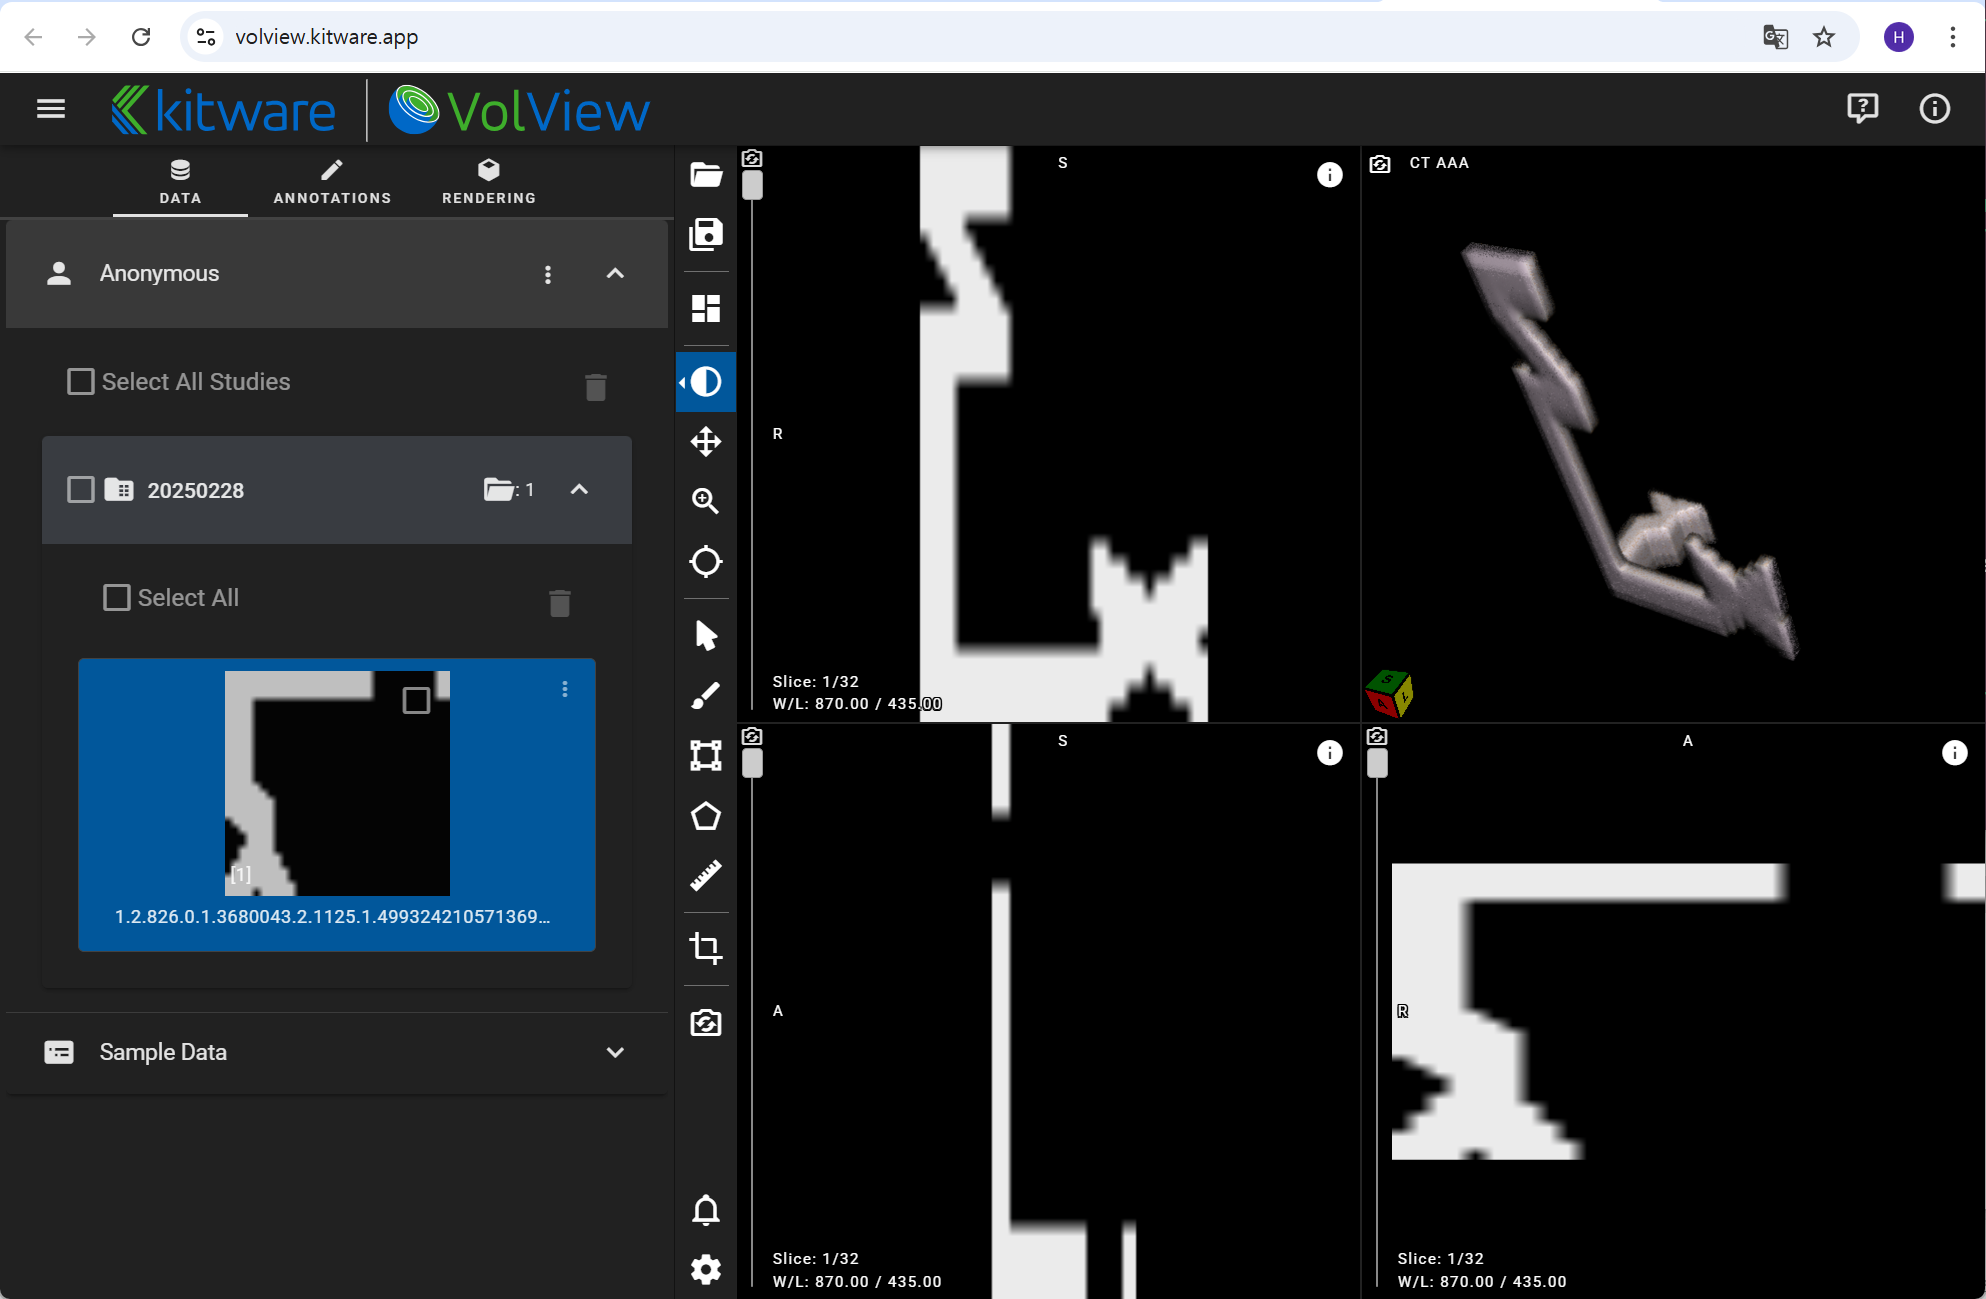 volview.kitware.app
H
kitware
VolView
DATA
ANNOTATIONS
RENDERING
Anonymous
Select All Studies
20250228
: 1
Select All
[1]
1.2.826.0.1.3680043.2.1125.1.499324210571369...
Sample Data
S
R
Slice: 1/32
W/L: 870.00 / 435.00
CT AAA
S
A
L
S
A
Slice: 1/32
W/L: 870.00 / 435.00
A
R
Slice: 1/32
W/L: 870.00 / 435.00